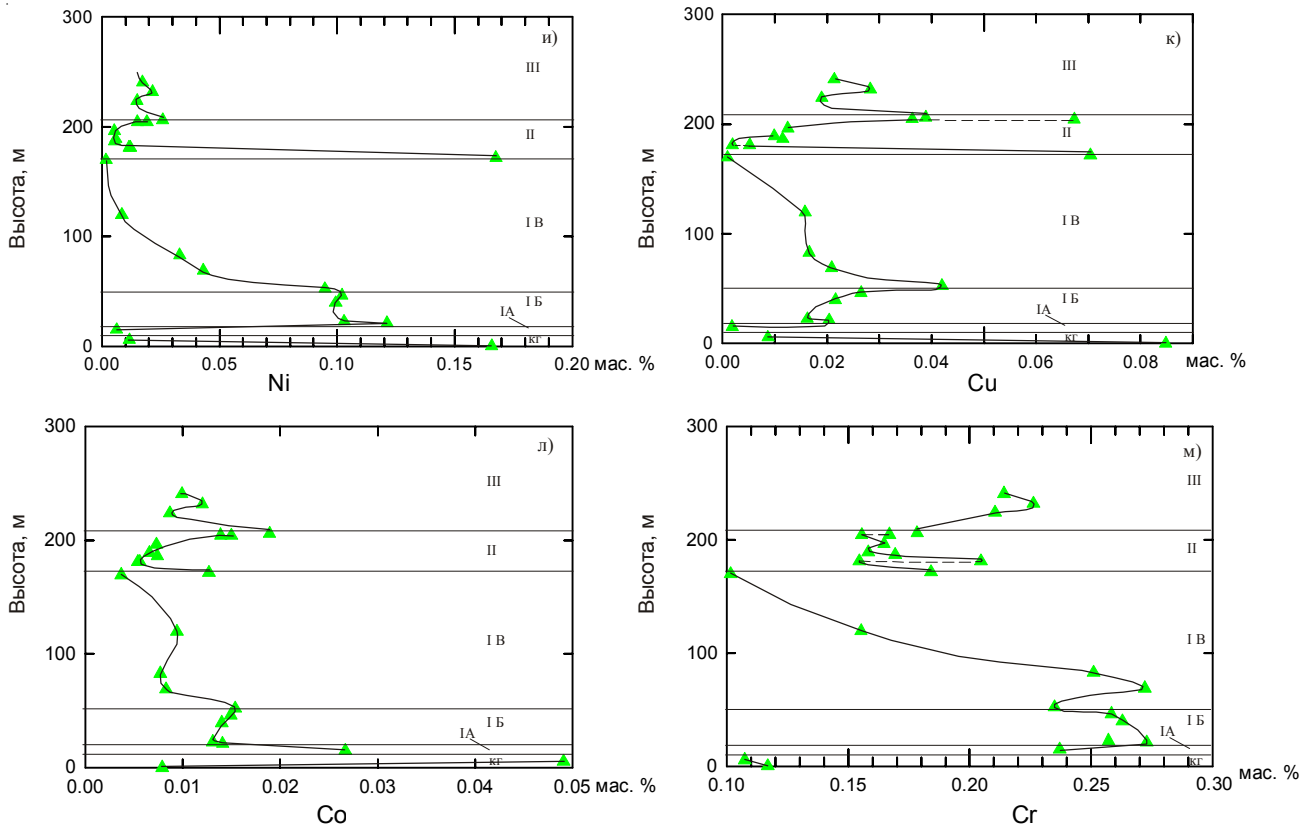 300
и)
III
200
II
I В
100
I Б
IА
кг
0
0.00
0.05
0.10
0.15
0.20
мас. %
Высота, м
Ni
300
к)
III
200
II
I В
100
I Б
IА
кг
0
0.00
0.02
0.04
0.06
0.08
мас. %
Высота, м
Cu
300
л)
III
200
II
I В
100
I Б
IА
кг
0
0.00
0.01
0.02
0.03
0.04
0.05
мас. %
Высота, м
Co
300
м)
III
200
II
I В
100
I Б
IА
кг
0
0.10
0.15
0.20
0.25
0.30
мас. %
Высота, м
Cr